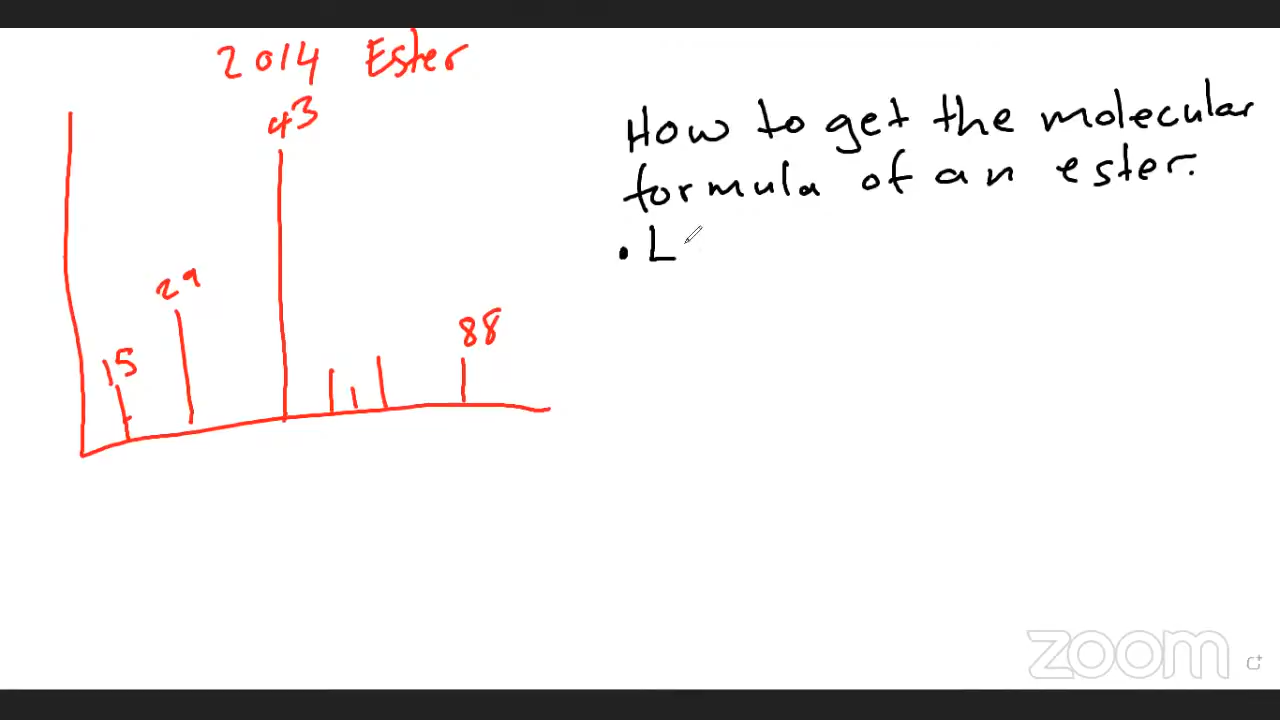 2014 Ester
43
29
15
88
How to get the molecular
formula of an ester.
• L
zoom